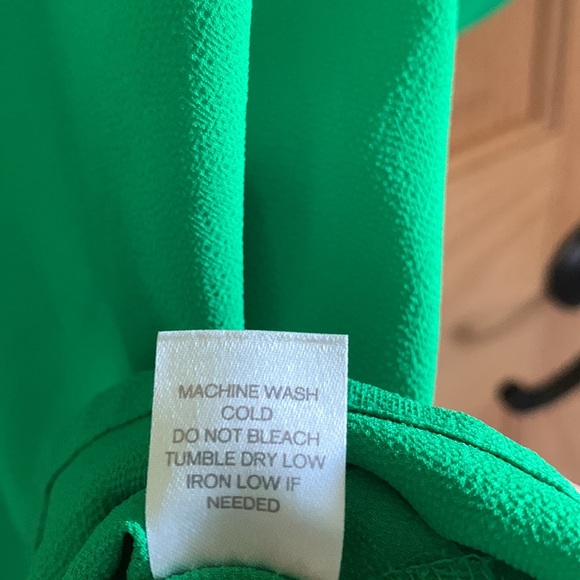 MACHINE WASH
COLD
DO NOT BLEACH
TUMBLE DRY LOW
IRON LOW IF
NEEDED